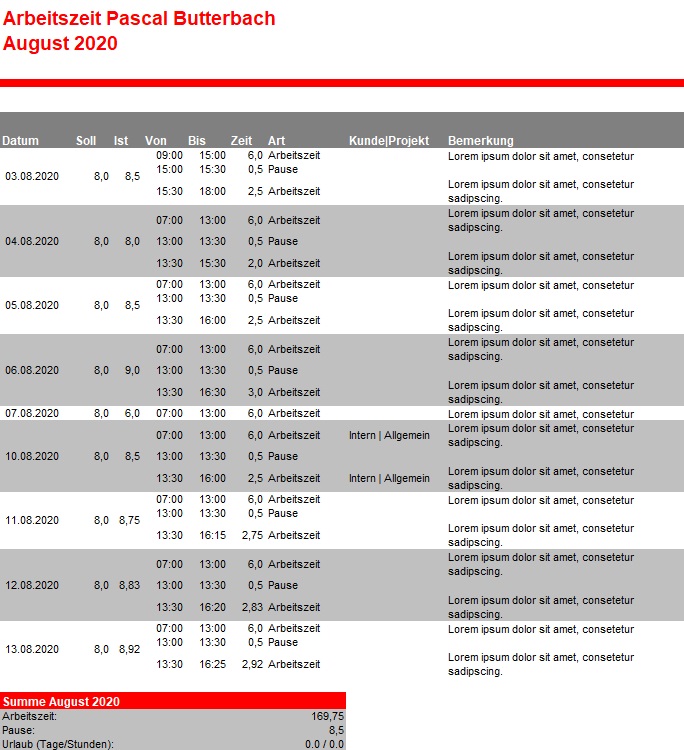 Arbeitszeit Pascal Butterbach
August 2020
Datum Soll Ist Von Bis Zeit Art Kunde|Projekt Bemerkung
09:00 15:00 6,0 Arbeitszeit Lorem ipsum dolor sit amet, consetetur
03.08.2020 8,0 8,5 15:00 15:30 0,5 Pause
15:30 18:00 2,5 Arbeitszeit Lorem ipsum dolor sit amet, consetetur
sadipscing.
07:00 13:00 6,0 Arbeitszeit Lorem ipsum dolor sit amet, consetetur
sadipscing.
04.08.2020 8,0 8,0 13:00 13:30 0,5 Pause
13:30 15:30 2,0 Arbeitszeit Lorem ipsum dolor sit amet, consetetur
sadipscing.
07:00 13:00 6,0 Arbeitszeit Lorem ipsum dolor sit amet, consetetur
05.08.2020 8,0 8,5 13:00 13:30 0,5 Pause
13:30 16:00 2,5 Arbeitszeit Lorem ipsum dolor sit amet, consetetur
sadipscing.
07:00 13:00 6,0 Arbeitszeit Lorem ipsum dolor sit amet, consetetur
sadipscing.
06.08.2020 8,0 9,0 13:00 13:30 0,5 Pause
13:30 16:30 3,0 Arbeitszeit Lorem ipsum dolor sit amet, consetetur
sadipscing.
07.08.2020 8,0 6,0 07:00 13:00 6,0 Arbeitszeit Lorem ipsum dolor sit amet, consetetur
07:00 13:00 6,0 Arbeitszeit Intern | Allgemein Lorem ipsum dolor sit amet, consetetur
sadipscing.
10.08.2020 8,0 8,5 13:00 13:30 0,5 Pause
13:30 16:00 2,5 Arbeitszeit Intern | Allgemein Lorem ipsum dolor sit amet, consetetur
sadipscing.
07:00 13:00 6,0 Arbeitszeit Lorem ipsum dolor sit amet, consetetur
11.08.2020 8,0 8,75 13:00 13:30 0,5 Pause
13:30 16:15 2,75 Arbeitszeit Lorem ipsum dolor sit amet, consetetur
sadipscing.
07:00 13:00 6,0 Arbeitszeit Lorem ipsum dolor sit amet, consetetur
sadipscing.
12.08.2020 8,0 8,83 13:00 13:30 0,5 Pause
13:30 16:20 2,83 Arbeitszeit Lorem ipsum dolor sit amet, consetetur
sadipscing.
07:00 13:00 6,0 Arbeitszeit Lorem ipsum dolor sit amet, consetetur
13.08.2020 8,0 8,92 13:00 13:30 0,5 Pause
13:30 16:25 2,92 Arbeitszeit Lorem ipsum dolor sit amet, consetetur
sadipscing.
Summe August 2020
Arbeitszeit: 169,75
Pause: 8,5
Urlaub (Tage/Stunden): 0.0 / 0.0